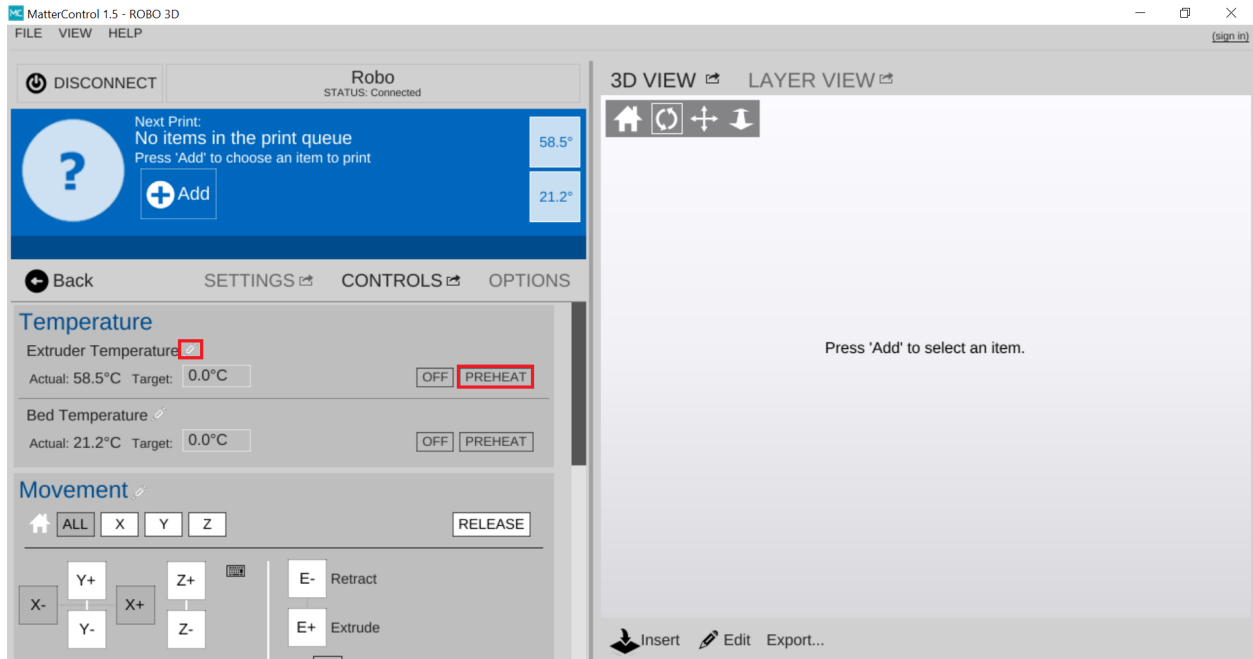 MC MatterControl 1.5 - ROBO 3D
FILE VIEW HELP
(sign in)
DISCONNECT
Robo
STATUS: Connected
Next Print:
No items in the print queue
Press 'Add' to choose an item to print
Add
58.5°
21.2°
Back SETTINGS CONTROLS OPTIONS
Temperature
Extruder Temperature
Actual: 58.5°C Target: 0.0°C OFF PREHEAT
Bed Temperature
Actual: 21.2°C Target: 0.0°C OFF PREHEAT
Movement
ALL X Y Z RELEASE
Y+ Z+ E- Retract
X- X+
Y- Z- E+ Extrude
3D VIEW LAYER VIEW
Press 'Add' to select an item.
Insert Edit Export...